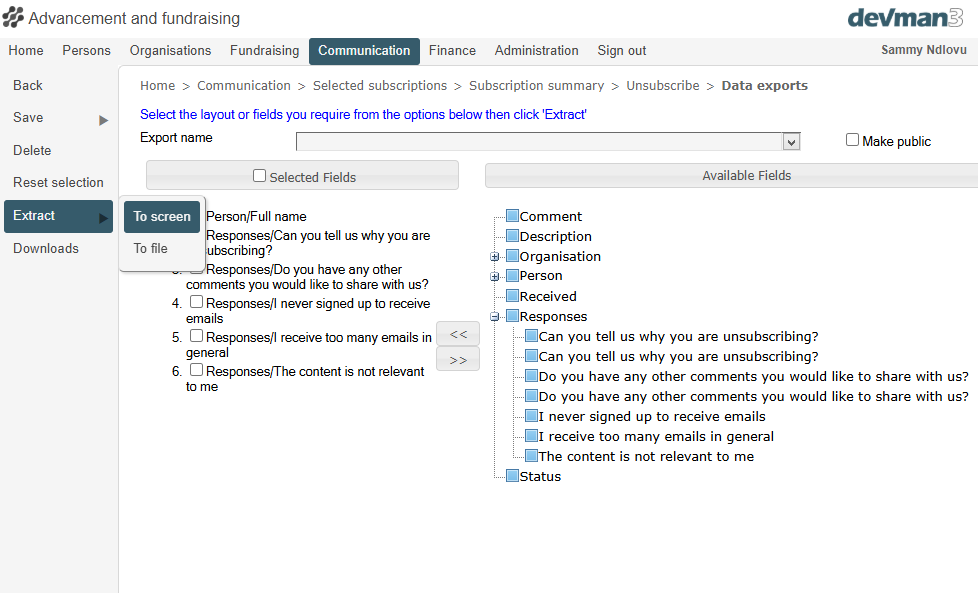 Advancement and fundraising
devman3
Home Persons Organisations Fundraising Communication Finance Administration Sign out Sammy Ndlovu
Back
Save
Delete
Reset selection
Extract
Downloads
To screen
To file
Home > Communication > Selected subscriptions > Subscription summary > Unsubscribe > Data exports
Select the layout or fields you require from the options below then click 'Extract'
Export name
Make public
Selected Fields
Person/Full name
Responses/Can you tell us why you are
ubscribing?
3. Responses/Do you have any other
comments you would like to share with us?
4. Responses/I never signed up to receive
emails
5. Responses/I receive too many emails in
general
6. Responses/The content is not relevant
to me
<<
>>
Available Fields
Comment
Description
Organisation
Person
Received
Responses
Can you tell us why you are unsubscribing?
Can you tell us why you are unsubscribing?
Do you have any other comments you would like to share with us?
Do you have any other comments you would like to share with us?
I never signed up to receive emails
I receive too many emails in general
The content is not relevant to me
Status